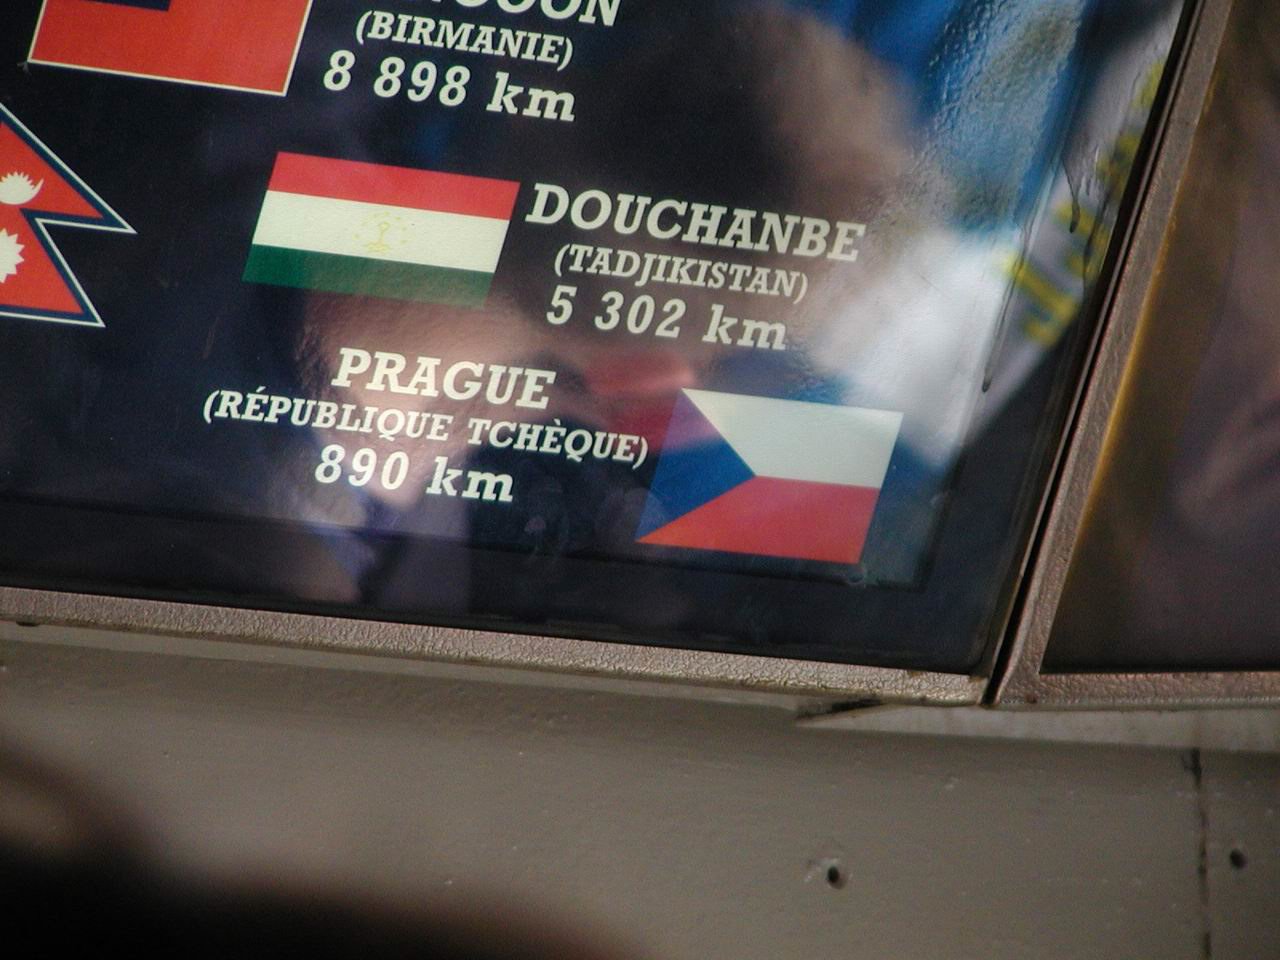 (BIRMANIE)
8 898 km
DOUCHANBE
(TADJIKISTAN)
5 302 km
PRAGUE
(RÉPUBLIQUE TCHÈQUE)
890 km